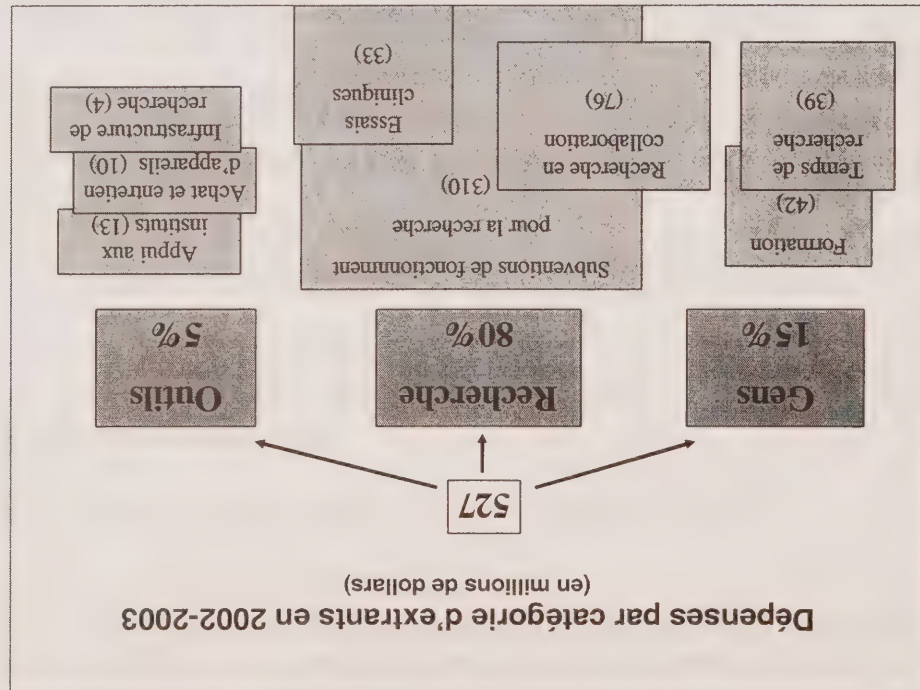 Dépenses par catégorie d'extrants en 2002-2003
(en millions de dollars)
527
Gens
15%
Recherche
80%
Outils
5%
Formation
(42)
Temps de
recherche
(39)
Subventions de fonctionnment
pour la recherche
(310)
Recherche en
collaboration
(76)
Essais
cliniques
(33)
Appui aux
instituts (13)
Achat et entretien
d'appareils (10)
Infrastructure de
recherche (4)